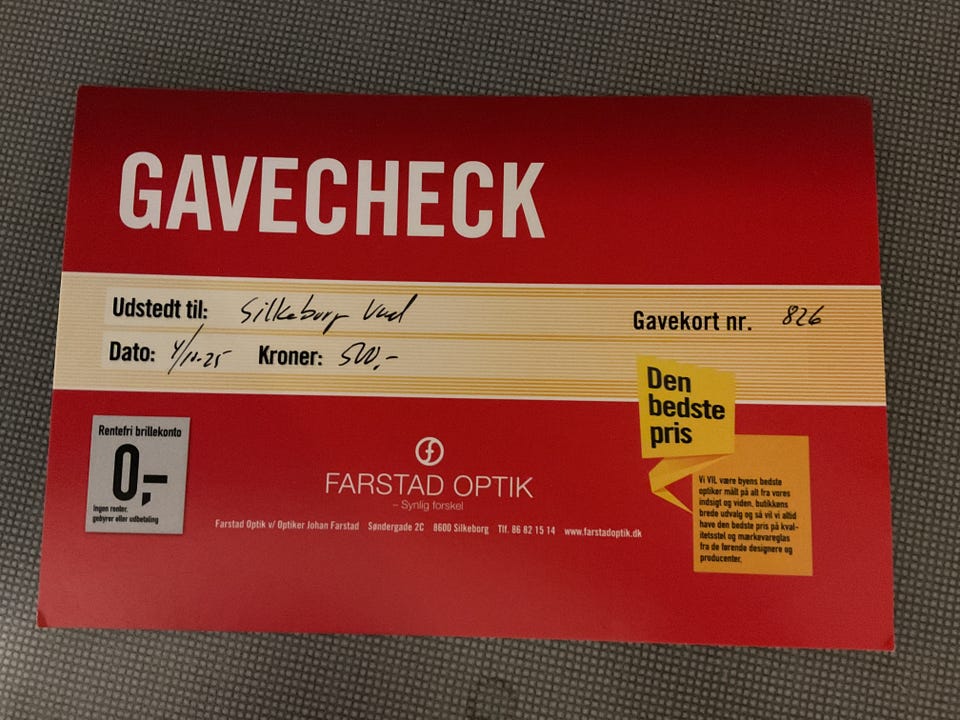 GAVECHECK
Udstedt til: Silkeborg Vad
Gavekort nr. 826
Dato: 4/10-25 Kroner: 500,-
Den
bedste
pris
Rentefri brillekonto
0,-
Ingen renter,
gebyrer eller udbetaling
f
FARSTAD OPTIK
– Synlig forskel
Farstad Optik v/ Optiker Johan Farstad Søndergade 2C 8600 Silkeborg Tlf. 86 82 15 14 www.farstadoptik.dk
Vi VIL være byens bedste
optiker målt på alt fra vores
indsigt og viden, butikkens
brede udvalg og så vil vi altid
have den bedste pris på kval-
itetsstel og mærkevareglas
fra de førende designere og
producenter.